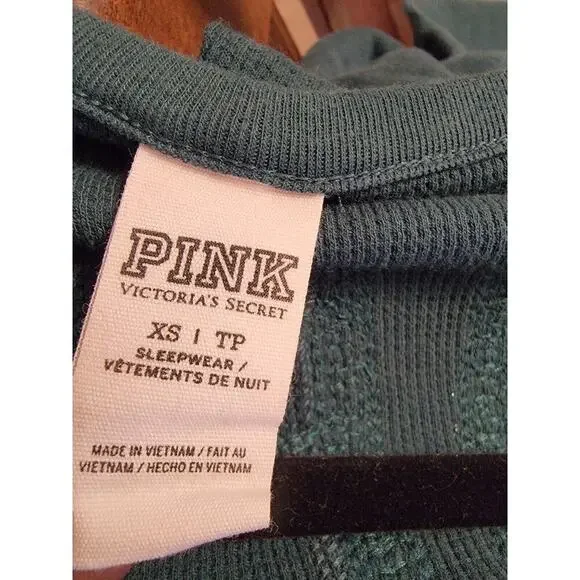 PINK
VICTORIA'S SECRET
XS | TP
SLEEPWEAR /
VÊTEMENTS DE NUIT
MADE IN VIETNAM / FAIT AU
VIETNAM / HECHO EN VIETNAM